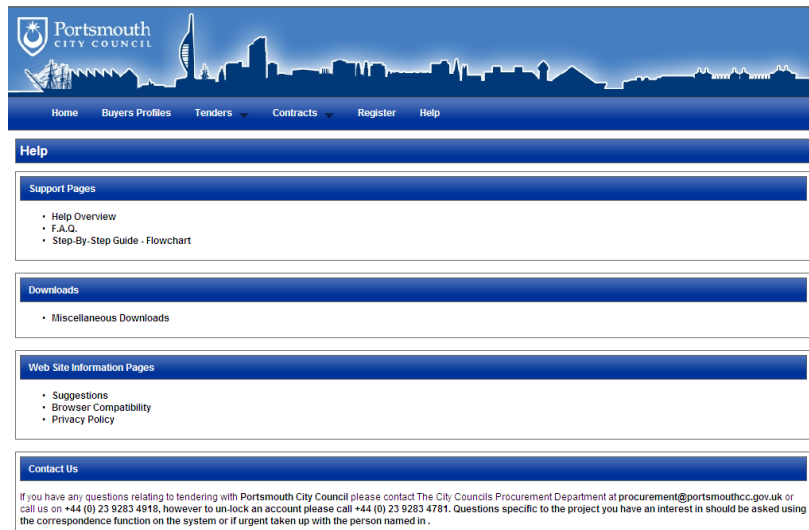 Portsmouth
CITY COUNCIL
Home Buyers Profiles Tenders Contracts Register Help
Help
Support Pages
• Help Overview
• F.A.Q.
• Step-By-Step Guide - Flowchart
Downloads
• Miscellaneous Downloads
Web Site Information Pages
• Suggestions
• Browser Compatibility
• Privacy Policy
Contact Us
If you have any questions relating to tendering with Portsmouth City Council please contact The City Councils Procurement Department at procurement@portsmouthcc.gov.uk or
call us on +44 (0) 23 9283 4918, however to un-lock an account please call +44 (0) 23 9283 4781. Questions specific to the project you have an interest in should be asked using
the correspondence function on the system or if urgent taken up with the person named in .